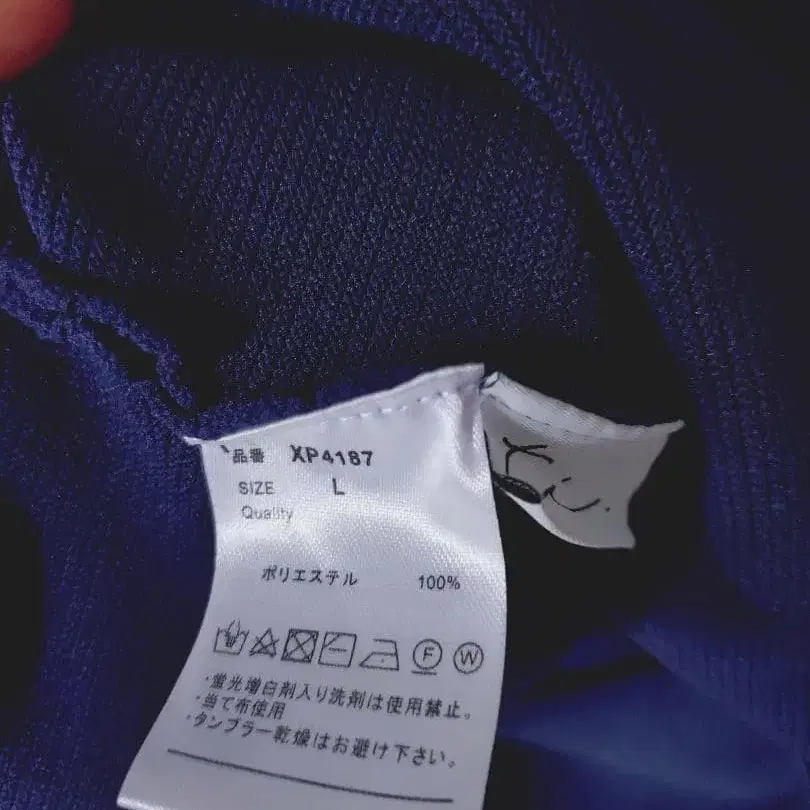 品番 XP4187
SIZE L
Quality
ポリエステル 100%
F W
・蛍光増白剤入り洗剤は使用禁止。
・当て布使用
・タンブラー乾燥はお避け下さい。